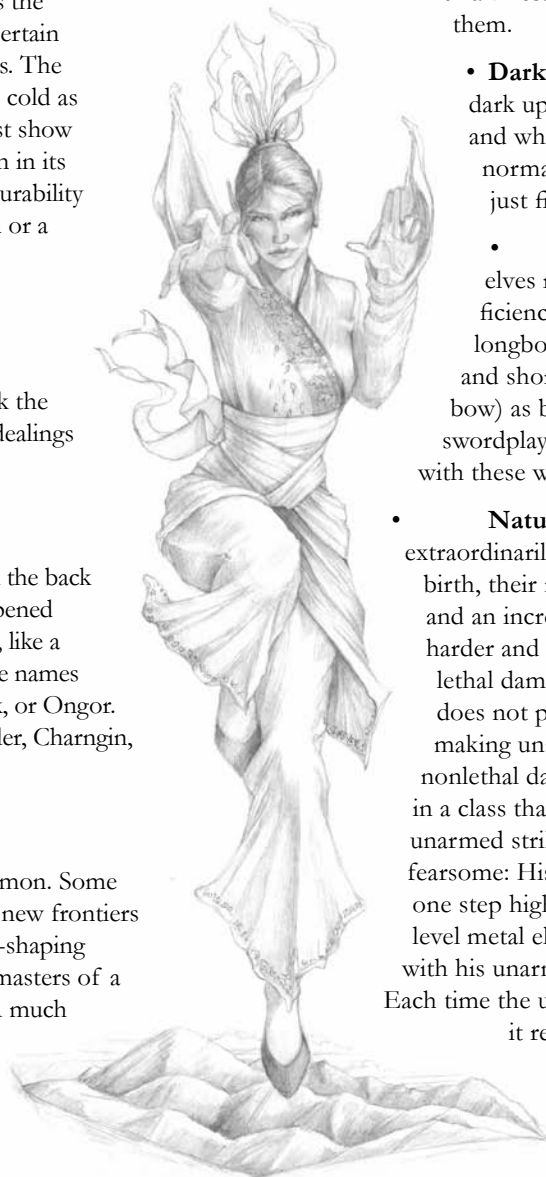 s the
ertain
s. The
cold as
st show
n in its
urability
or a
k the
dealings
the back
pened
, like a
e names
, or Ongor.
ler, Charngin,
mon. Some
new frontiers
-shaping
masters of a
much
them.
• Dark
dark up
and wh
norma
just fi
•
elves r
ficienc
longbo
and shor
bow) as b
swordplay
with these w
• Natu
extraordinaril
birth, their
and an incre
harder and
lethal dam
does not p
making un
nonlethal da
in a class tha
unarmed stri
fearsome: His
one step high
level metal el
with his unarm
Each time the u
it re